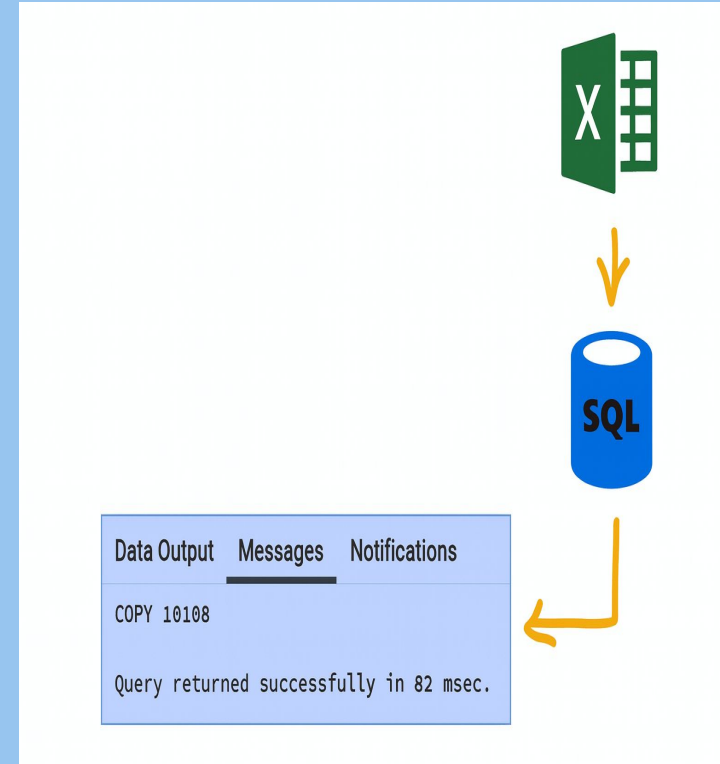 X
SQL
Data Output Messages Notifications
COPY 10108
Query returned successfully in 82 msec.